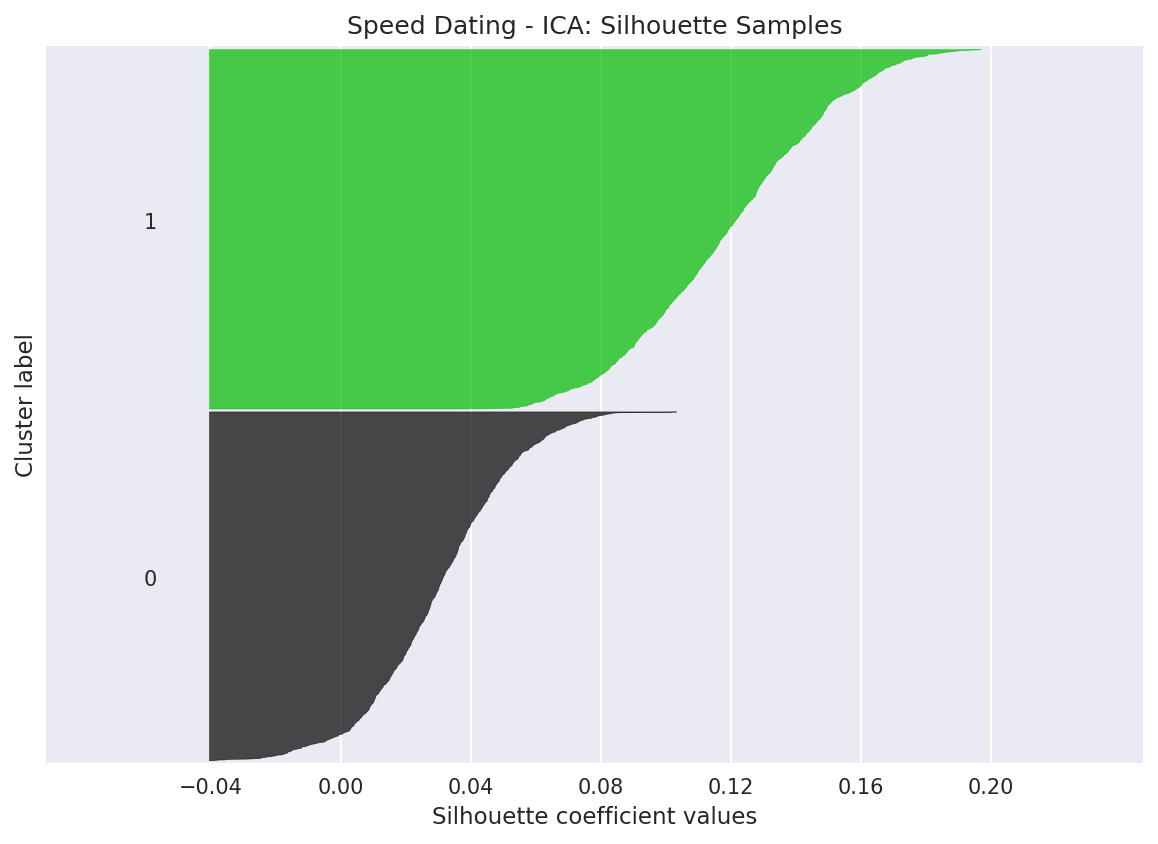 Speed Dating - ICA: Silhouette Samples
1
Cluster label
0
−0.04 0.00 0.04 0.08 0.12 0.16 0.20
Silhouette coefficient values